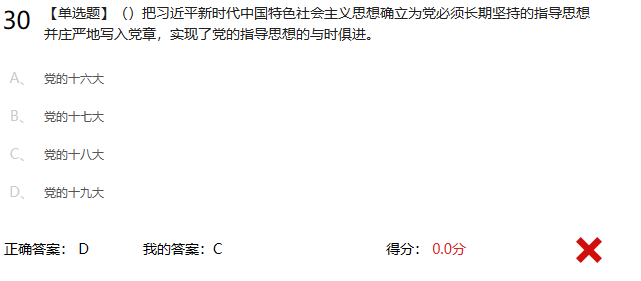 30 【单选题】（）把习近平新时代中国特色社会主义思想确立为党必须长期坚持的指导思想
并庄严地写入党章，实现了党的指导思想的与时俱进。
A、 党的十六大
B、 党的十七大
C、 党的十八大
D、 党的十九大
正确答案： D 我的答案：C 得分： 0.0分